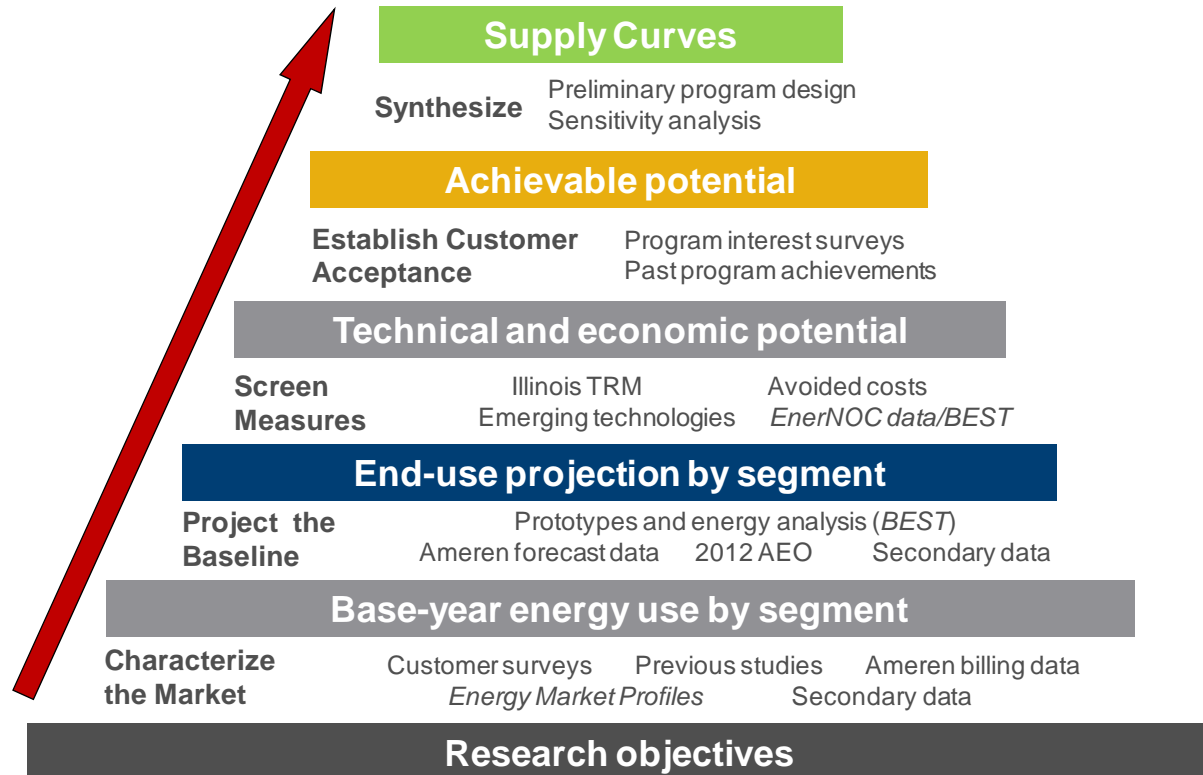 Supply Curves
Synthesize
Preliminary program design
Sensitivity analysis
Achievable potential
Establish Customer
Acceptance
Program interest surveys
Past program achievements
Technical and economic potential
Screen
Measures
Illinois TRM
Avoided costs
Emerging technologies
EnerNOC data/BEST
End-use projection by segment
Project the
Baseline
Prototypes and energy analysis (BEST)
Ameren forecast data
2012 AEO
Secondary data
Base-year energy use by segment
Characterize
the Market
Customer surveys
Previous studies
Ameren billing data
Energy Market Profiles
Secondary data
Research objectives